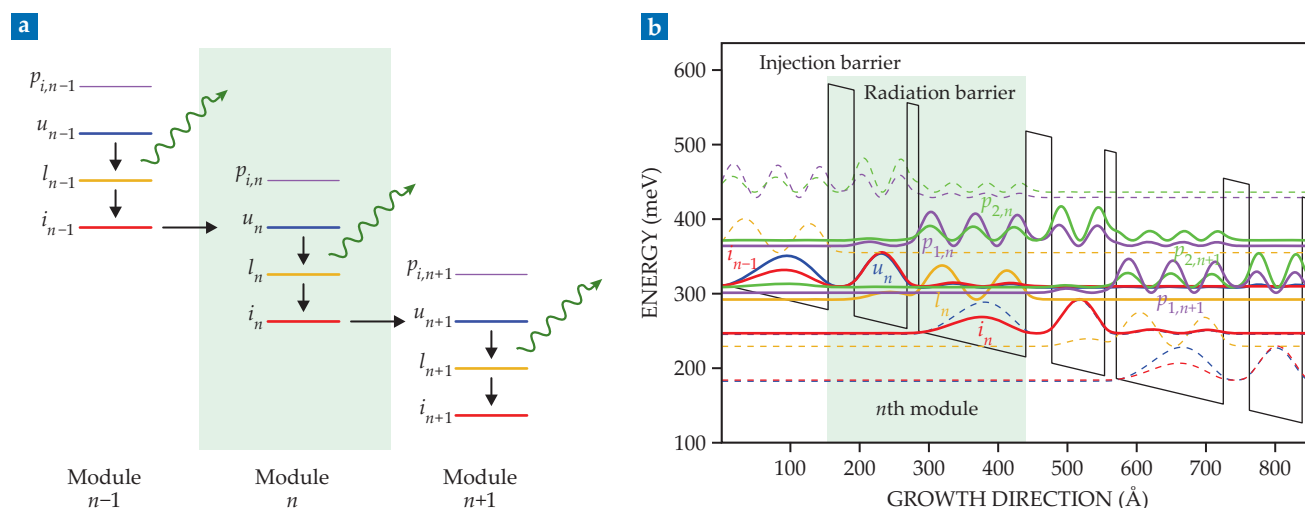 a
p_{i,n−1}
u_{n−1}
l_{n−1}
i_{n−1}
p_{i,n}
u_n
l_n
i_n
p_{i,n+1}
u_{n+1}
l_{n+1}
i_{n+1}
Module
n−1
Module
n
Module
n+1
b
ENERGY (meV)
600
500
400
300
200
100
Injection barrier
Radiation barrier
p_{2,n}
p_{1,n}
i_{n−1}
u_n
l_n
i_n
p_{2,n+1}
p_{1,n+1}
nth module
100 200 300 400 500 600 700 800
GROWTH DIRECTION (Å)